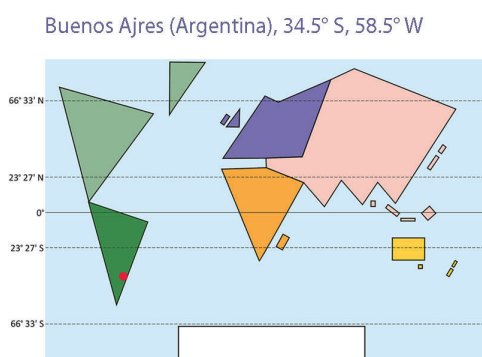 Buenos Ajres (Argentina), 34.5° S, 58.5° W
66° 33' N
23° 27' N
0°
23° 27' S
66° 33' S